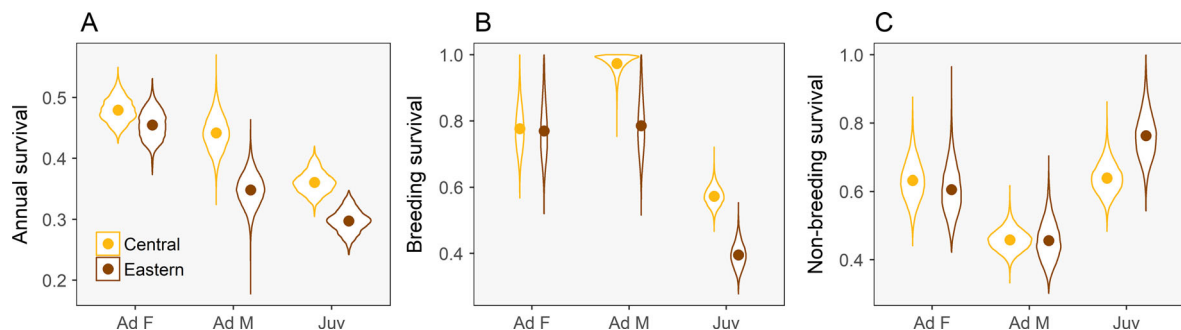 A
Annual survival
0.5
0.4
0.3
0.2
Central
Eastern
Ad F
Ad M
Juv
B
Breeding survival
1.0
0.8
0.6
0.4
Ad F
Ad M
Juv
C
Non-breeding survival
1.0
0.8
0.6
0.4
Ad F
Ad M
Juv